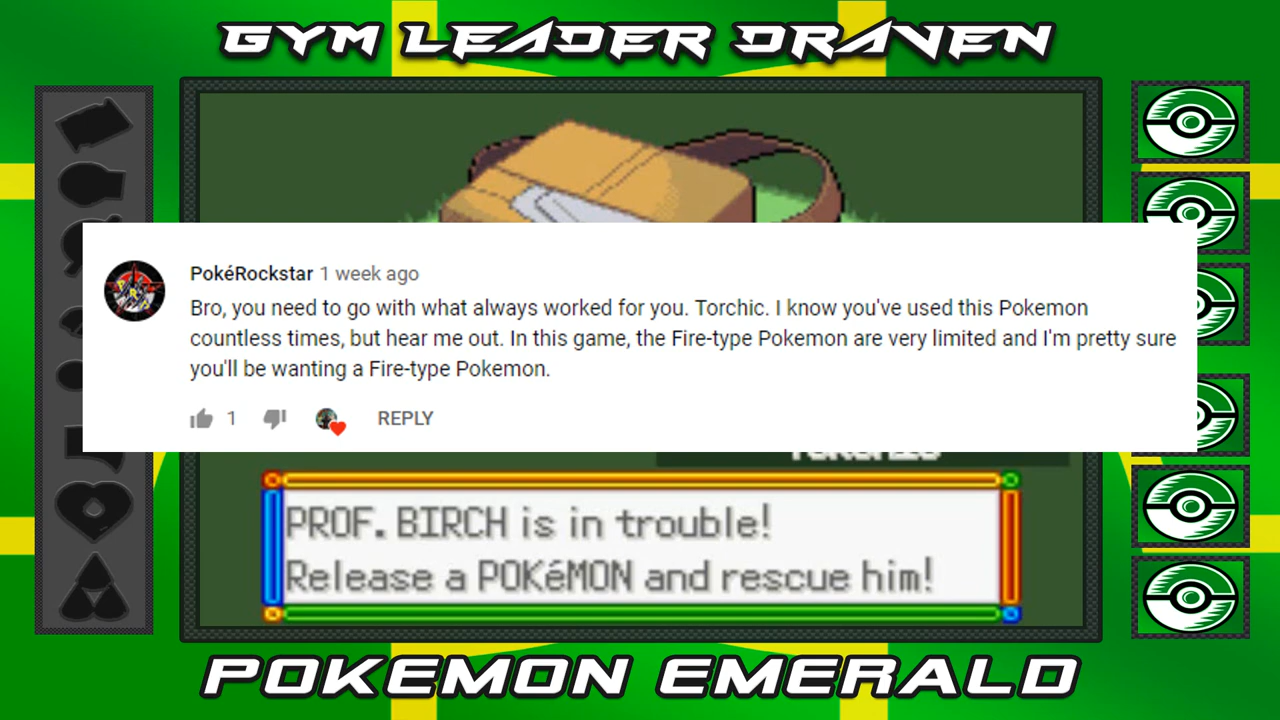 GYM LEADER DRAVEN
PokéRockstar 1 week ago
Bro, you need to go with what always worked for you. Torchic. I know you've used this Pokemon
countless times, but hear me out. In this game, the Fire-type Pokemon are very limited and I'm pretty sure
you'll be wanting a Fire-type Pokemon.
1 REPLY
PROF. BIRCH is in trouble!
Release a POKéMON and rescue him!
POKEMON EMERALD